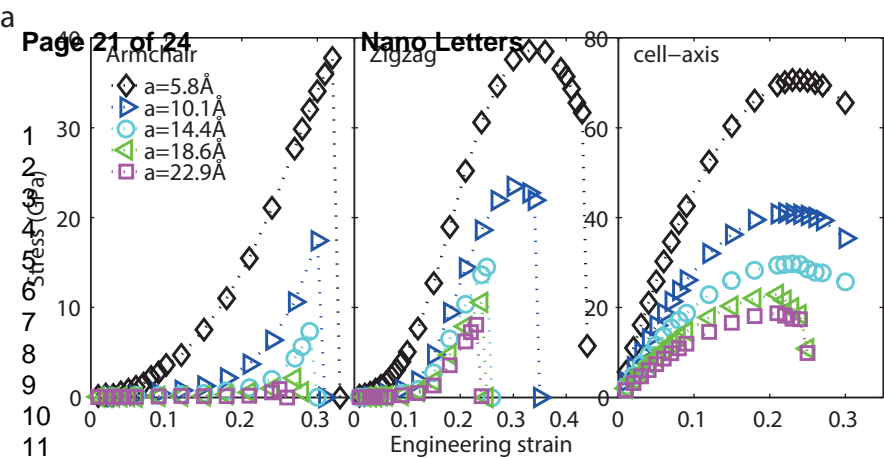 a
Page 21 of 24
Nano Letters
Armchair
Zigzag
cell−axis
a=5.8Å
a=10.1Å
a=14.4Å
a=18.6Å
a=22.9Å
Stress (GPa)
40
30
20
10
0
80
60
40
20
0
0 0.1 0.2 0.3
0 0.1 0.2 0.3 0.4
0 0.1 0.2 0.3
Engineering strain
1
2
3
4
5
6
7
8
9
10
11